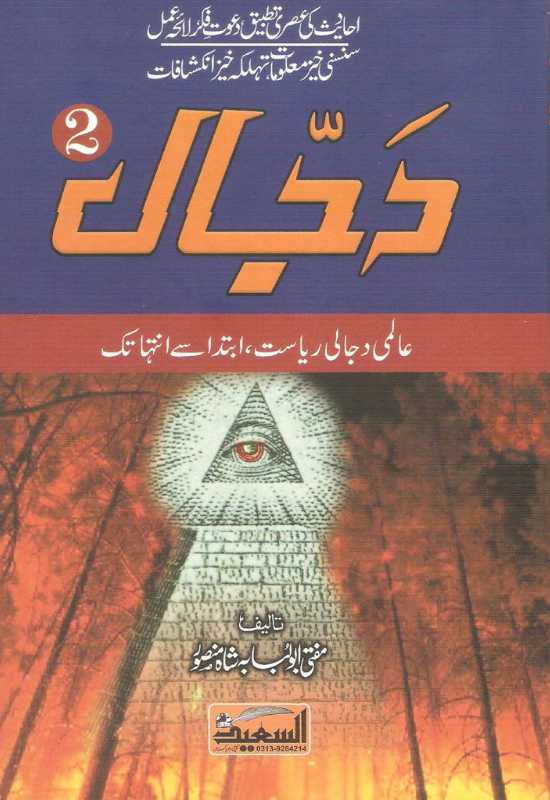 احادیث کی عصری تطبیق دعوت فکر، لائحہ عمل
سنسنی خیز معلومات، تہلکہ خیز انکشافات
2
دَجّال
عالمی دجالی ریاست، ابتدا سے انتہا تک
تالیف
مفتی ابولبابہ شاہ منصور
السعید
0313-9264214